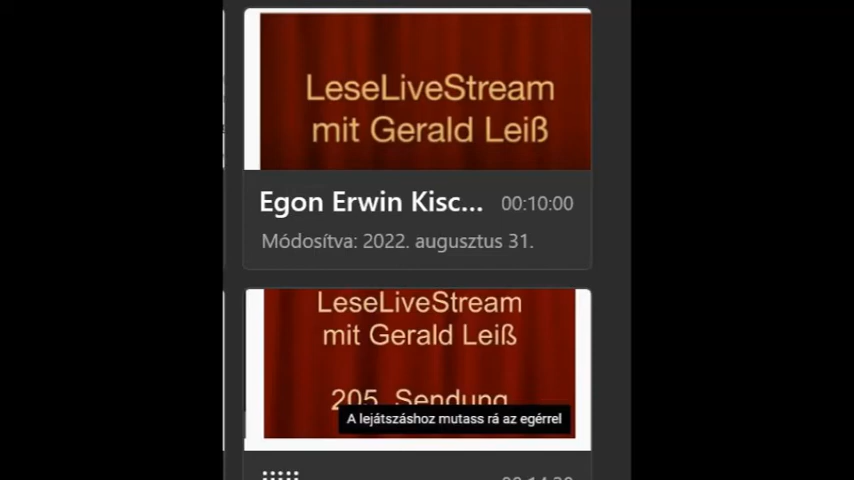 LeseLiveStream
mit Gerald Leiß
Egon Erwin Kisc... 00:10:00
Módosítva: 2022. augusztus 31.
LeseLiveStream
mit Gerald Leiß
205. Sendung
A lejátszáshoz mutass rá az egérrel